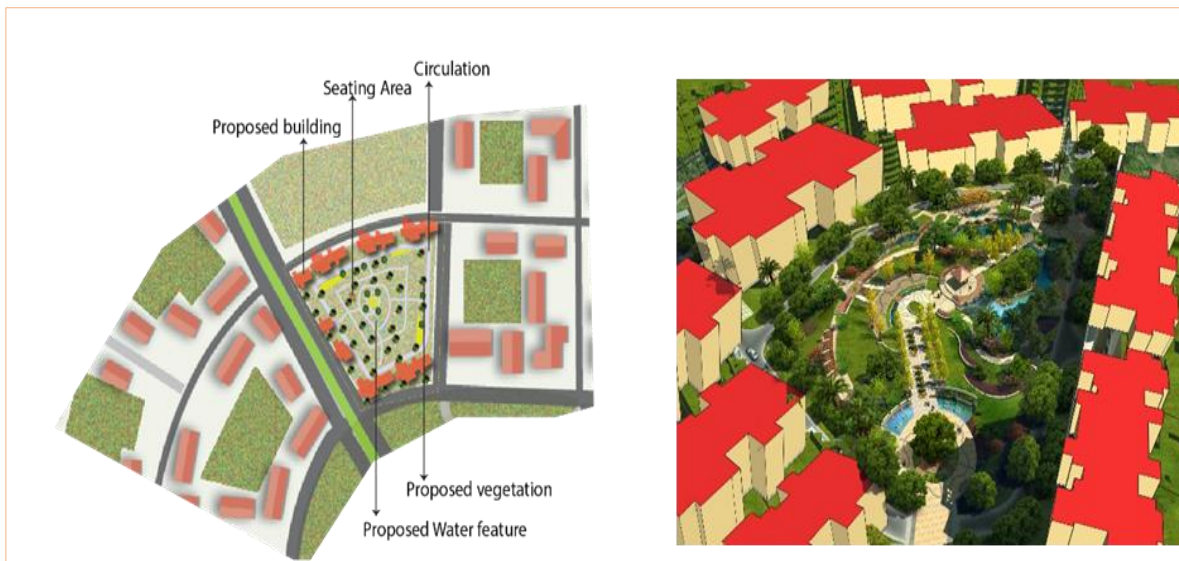 Circulation
Seating Area
Proposed building
Proposed vegetation
Proposed Water feature